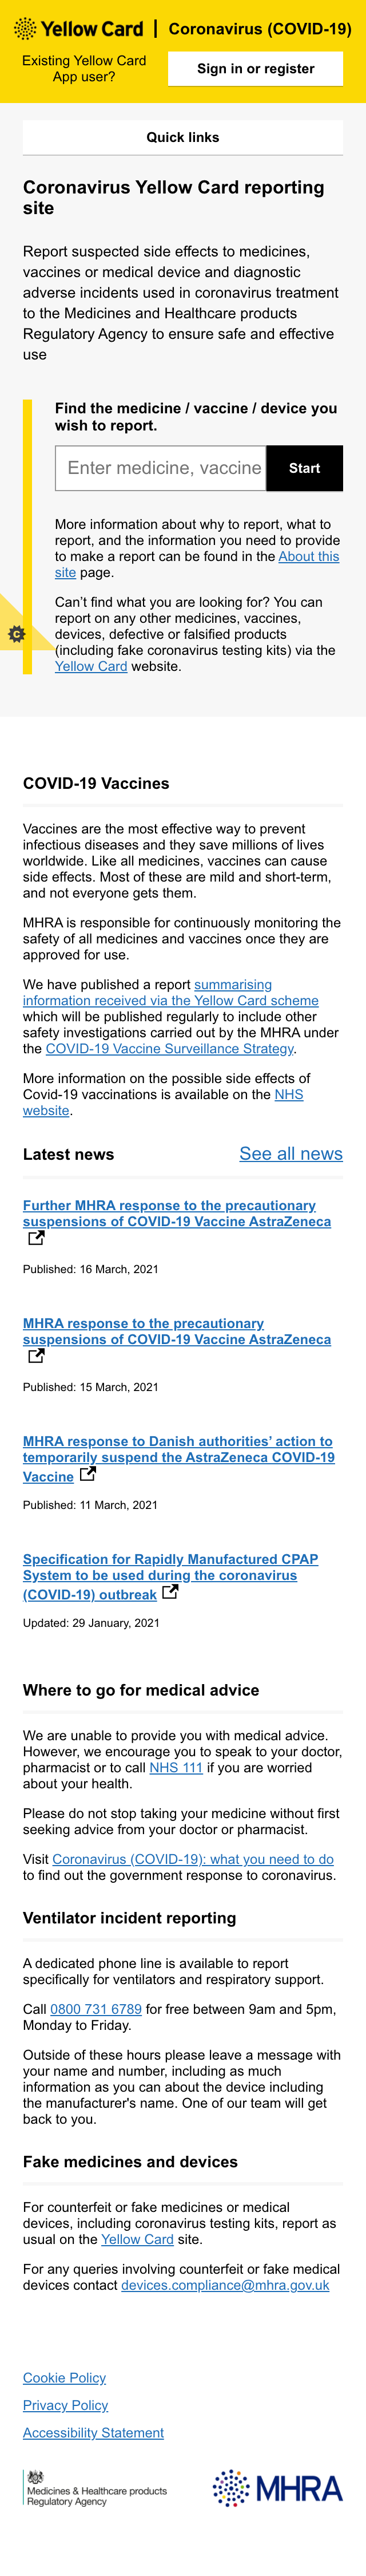 Yellow Card | Coronavirus (COVID-19)
Existing Yellow Card
App user?
Sign in or register
Quick links
Coronavirus Yellow Card reporting
site
Report suspected side effects to medicines,
vaccines or medical device and diagnostic
adverse incidents used in coronavirus treatment
to the Medicines and Healthcare products
Regulatory Agency to ensure safe and effective
use
Find the medicine / vaccine / device you
wish to report.
Enter medicine, vaccine
Start
More information about why to report, what to
report, and the information you need to provide
to make a report can be found in the About this
site page.
Can't find what you are looking for? You can
report on any other medicines, vaccines,
devices, defective or falsified products
(including fake coronavirus testing kits) via the
Yellow Card website.
C
COVID-19 Vaccines
Vaccines are the most effective way to prevent
infectious diseases and they save millions of lives
worldwide. Like all medicines, vaccines can cause
side effects. Most of these are mild and short-term,
and not everyone gets them.
MHRA is responsible for continuously monitoring the
safety of all medicines and vaccines once they are
approved for use.
We have published a report summarising
information received via the Yellow Card scheme
which will be published regularly to include other
safety investigations carried out by the MHRA under
the COVID-19 Vaccine Surveillance Strategy.
More information on the possible side effects of
Covid-19 vaccinations is available on the NHS
website.
Latest news
See all news
Further MHRA response to the precautionary
suspensions of COVID-19 Vaccine AstraZeneca
Published: 16 March, 2021
MHRA response to the precautionary
suspensions of COVID-19 Vaccine AstraZeneca
Published: 15 March, 2021
MHRA response to Danish authorities' action to
temporarily suspend the AstraZeneca COVID-19
Vaccine
Published: 11 March, 2021
Specification for Rapidly Manufactured CPAP
System to be used during the coronavirus
(COVID-19) outbreak
Updated: 29 January, 2021
Where to go for medical advice
We are unable to provide you with medical advice.
However, we encourage you to speak to your doctor,
pharmacist or to call NHS 111 if you are worried
about your health.
Please do not stop taking your medicine without first
seeking advice from your doctor or pharmacist.
Visit Coronavirus (COVID-19): what you need to do
to find out the government response to coronavirus.
Ventilator incident reporting
A dedicated phone line is available to report
specifically for ventilators and respiratory support.
Call 0800 731 6789 for free between 9am and 5pm,
Monday to Friday.
Outside of these hours please leave a message with
your name and number, including as much
information as you can about the device including
the manufacturer's name. One of our team will get
back to you.
Fake medicines and devices
For counterfeit or fake medicines or medical
devices, including coronavirus testing kits, report as
usual on the Yellow Card site.
For any queries involving counterfeit or fake medical
devices contact devices.compliance@mhra.gov.uk
Cookie Policy
Privacy Policy
Accessibility Statement
Medicines & Healthcare products
Regulatory Agency
MHRA